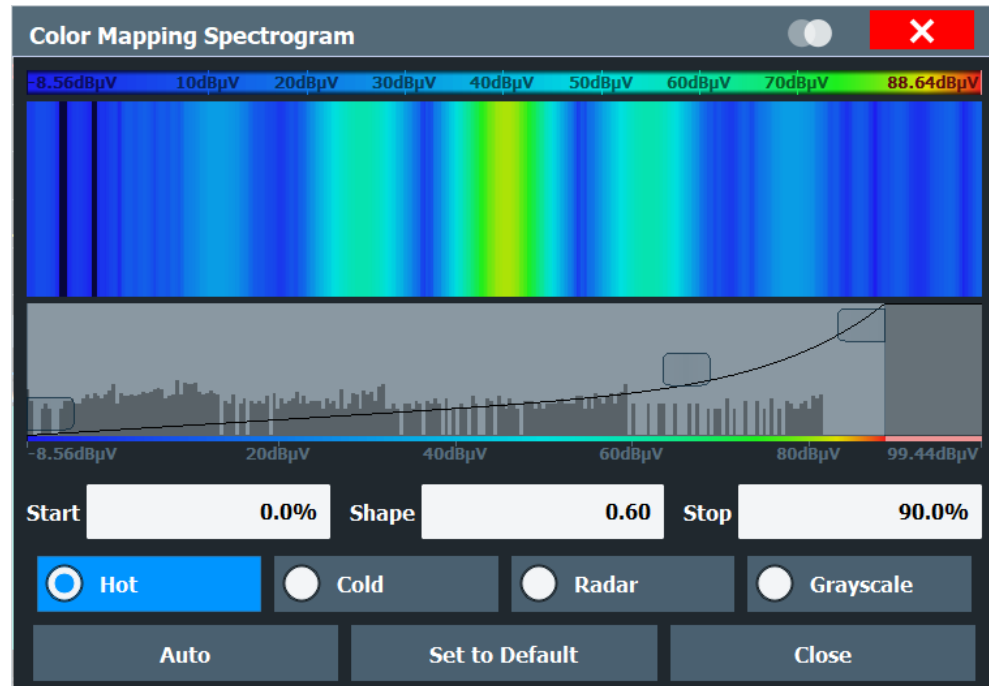 Color Mapping Spectrogram
-8.56dBµV 10dBµV 20dBµV 30dBµV 40dBµV 50dBµV 60dBµV 70dBµV 88.64dBµV
-8.56dBµV 20dBµV 40dBµV 60dBµV 80dBµV 99.44dBµV
Start 0.0% Shape 0.60 Stop 90.0%
Hot Cold Radar Grayscale
Auto Set to Default Close